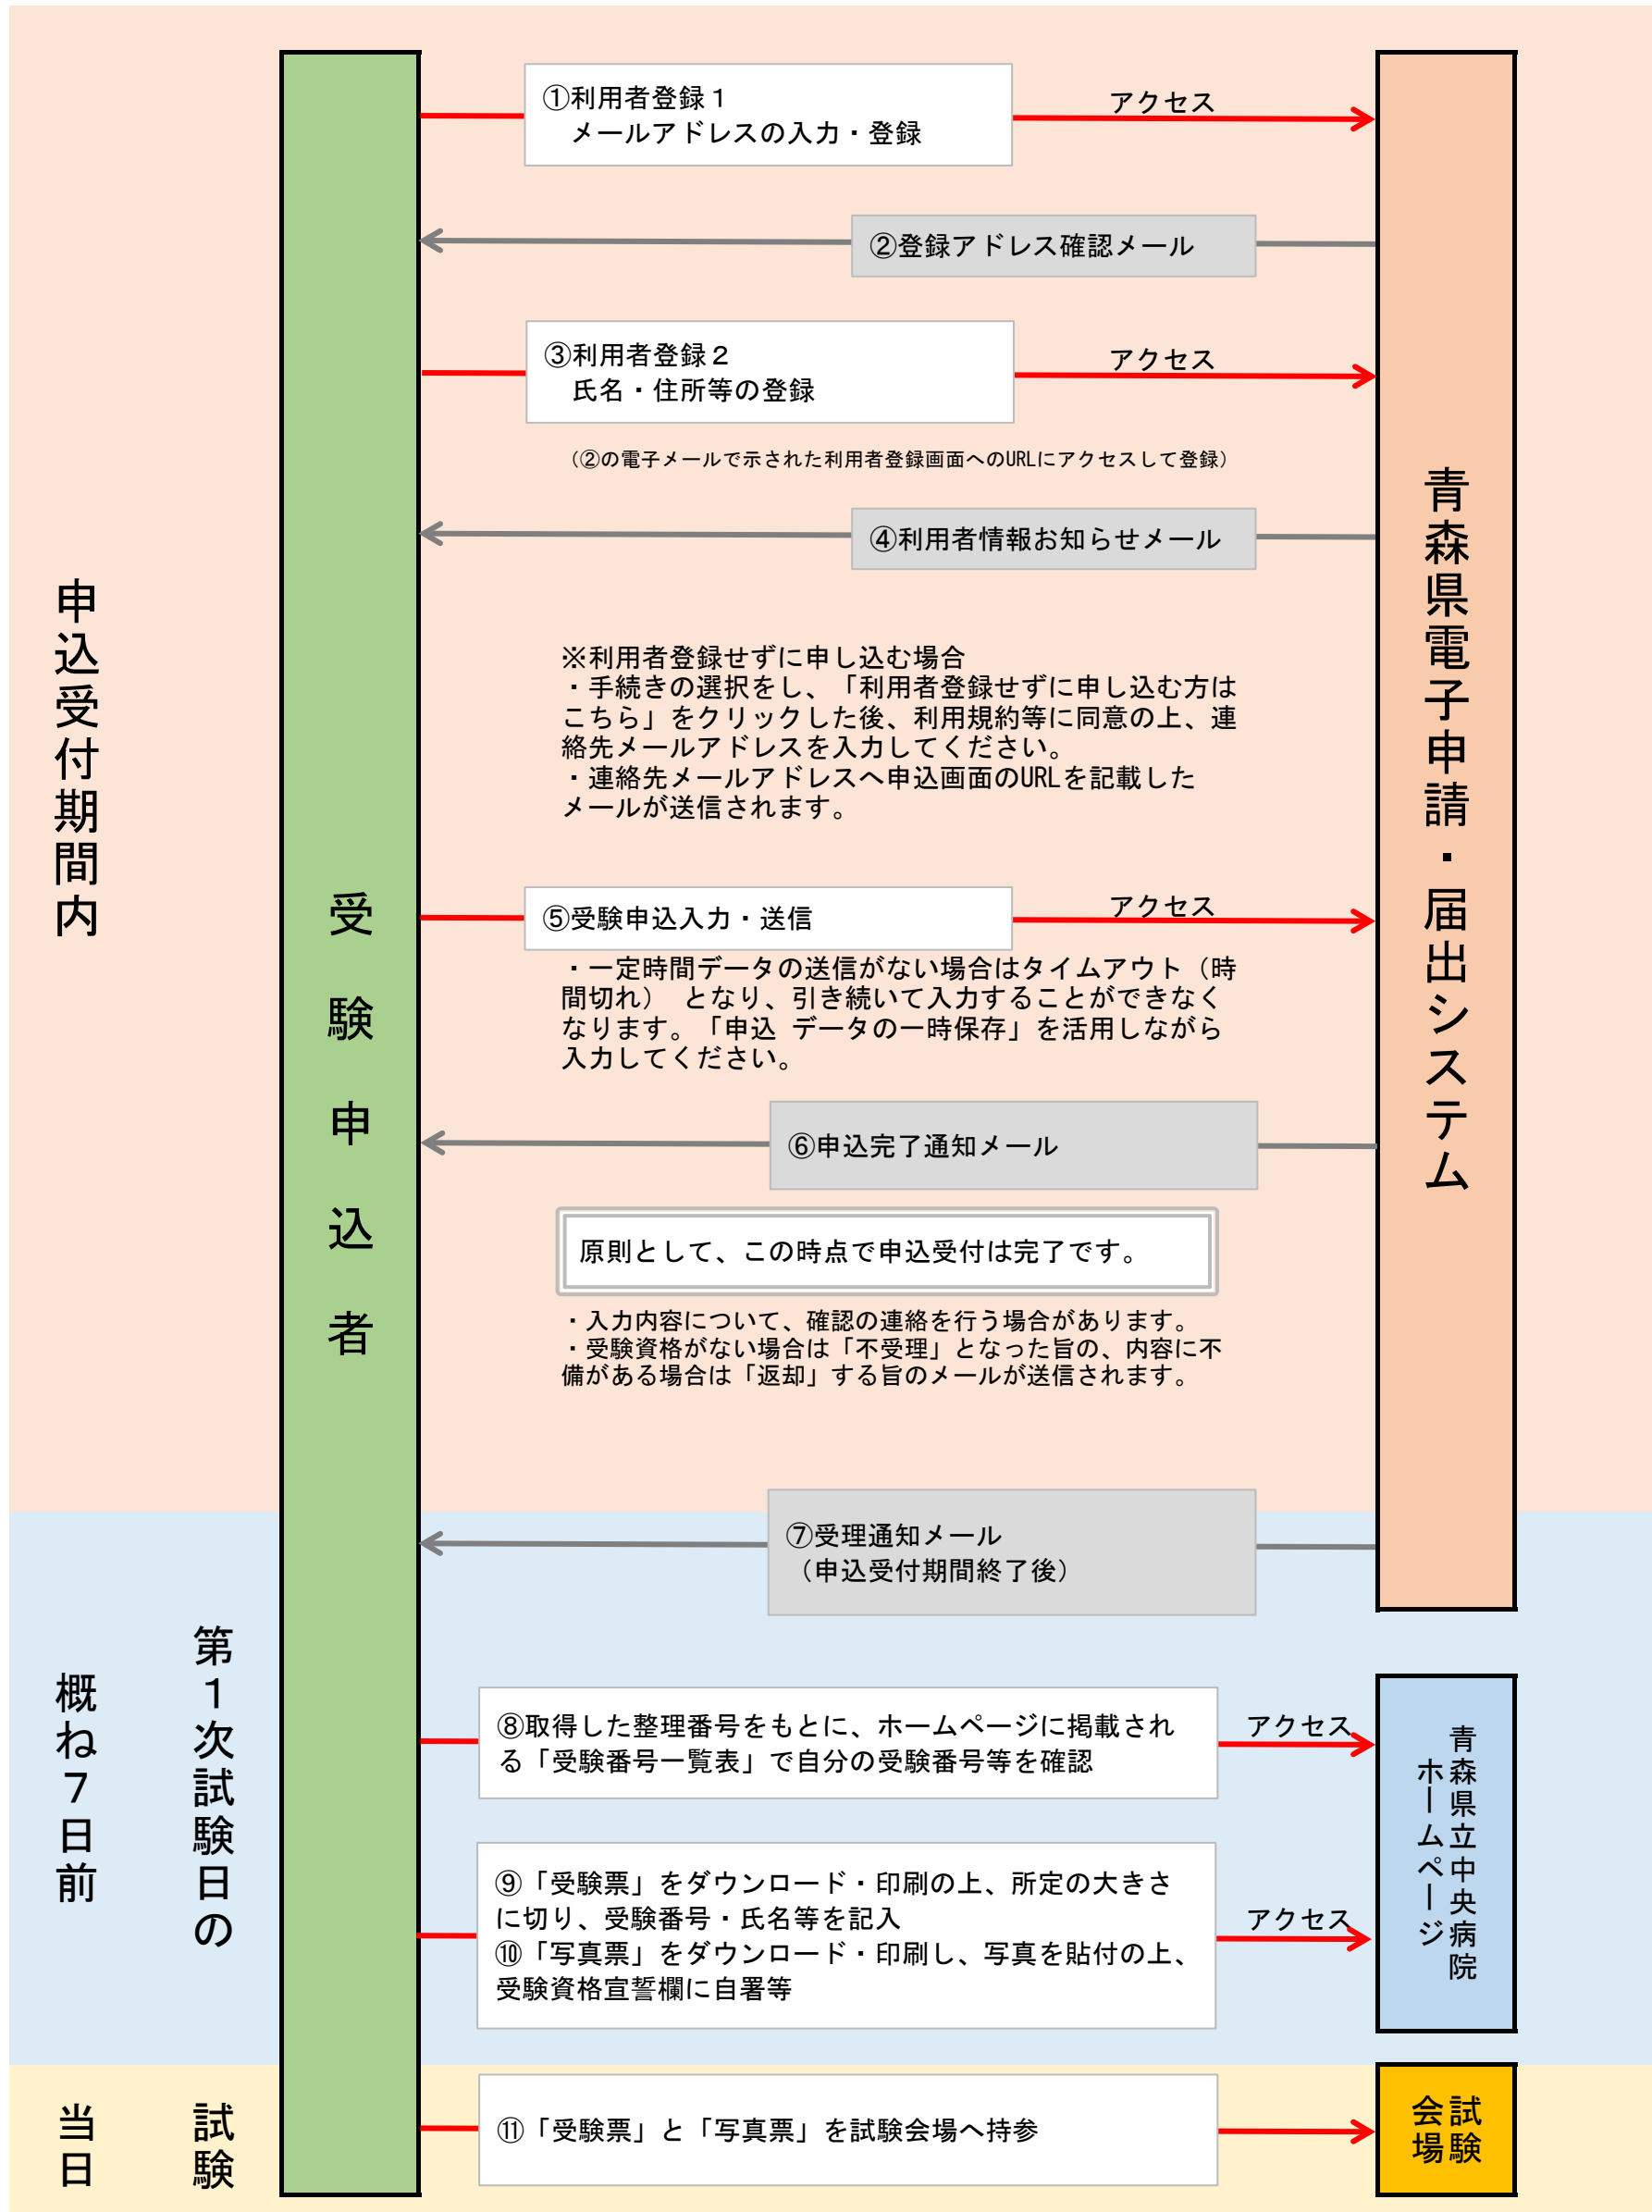 ①利用者登録１
メールアドレスの入力・登録
アクセス
②登録アドレス確認メール
③利用者登録２
氏名・住所等の登録
アクセス
（②の電子メールで示された利用者登録画面へのURLにアクセスして登録）
④利用者情報お知らせメール
※利用者登録せずに申し込む場合
・手続きの選択をし、「利用者登録せずに申し込む方は
こちら」をクリックした後、利用規約等に同意の上、連
絡先メールアドレスを入力してください。
・連絡先メールアドレスへ申込画面のURLを記載した
メールが送信されます。
⑤受験申込入力・送信
アクセス
・一定時間データの送信がない場合はタイムアウト（時
間切れ） となり、引き続いて入力することができなく
なります。「申込 データの一時保存」を活用しながら
入力してください。
⑥申込完了通知メール
原則として、この時点で申込受付は完了です。
・入力内容について、確認の連絡を行う場合があります。
・受験資格がない場合は「不受理」となった旨の、内容に不
備がある場合は「返却」する旨のメールが送信されます。
申込受付期間内
受験申込者
青森県電子申請・届出システム
⑦受理通知メール
（申込受付期間終了後）
第１次試験日の
概ね７日前
⑧取得した整理番号をもとに、ホームページに掲載され
る「受験番号一覧表」で自分の受験番号等を確認
アクセス
⑨「受験票」をダウンロード・印刷の上、所定の大きさ
に切り、受験番号・氏名等を記入
⑩「写真票」をダウンロード・印刷し、写真を貼付の上、
受験資格宣誓欄に自署等
アクセス
青森県立中央病院
ホームページ
試験
当日
⑪「受験票」と「写真票」を試験会場へ持参
試験
会場